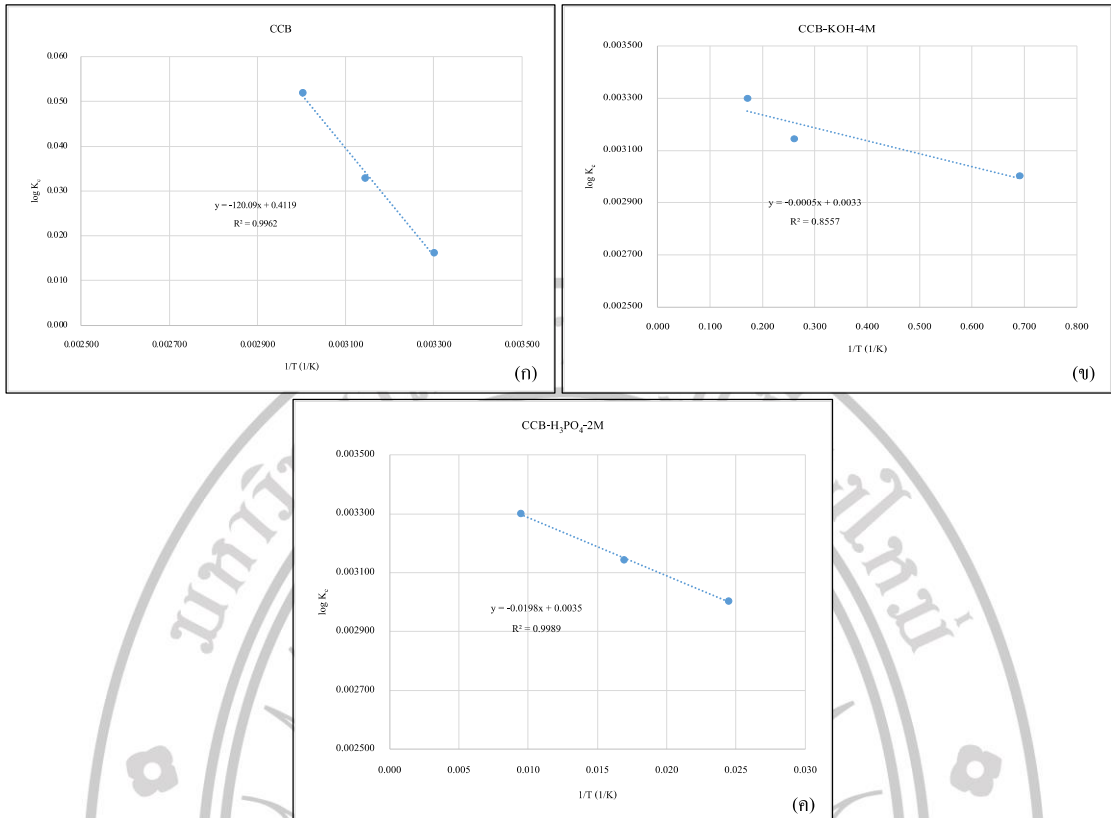 CCB
0.060
0.050
0.040
0.030
0.020
0.010
0.000
log K_c
y = -120.09x + 0.4119
R² = 0.9962
0.002500 0.002700 0.002900 0.003100 0.003300 0.003500
1/T (1/K)
(ก)
CCB-KOH-4M
0.003500
0.003300
0.003100
0.002900
0.002700
0.002500
log K_c
y = -0.0005x + 0.0033
R² = 0.8557
0.000 0.100 0.200 0.300 0.400 0.500 0.600 0.700 0.800
1/T (1/K)
(ข)
CCB-H₃PO₄-2M
0.003500
0.003300
0.003100
0.002900
0.002700
0.002500
log K_c
y = -0.0198x + 0.0035
R² = 0.9989
0.000 0.005 0.010 0.015 0.020 0.025 0.030
1/T (1/K)
(ค)